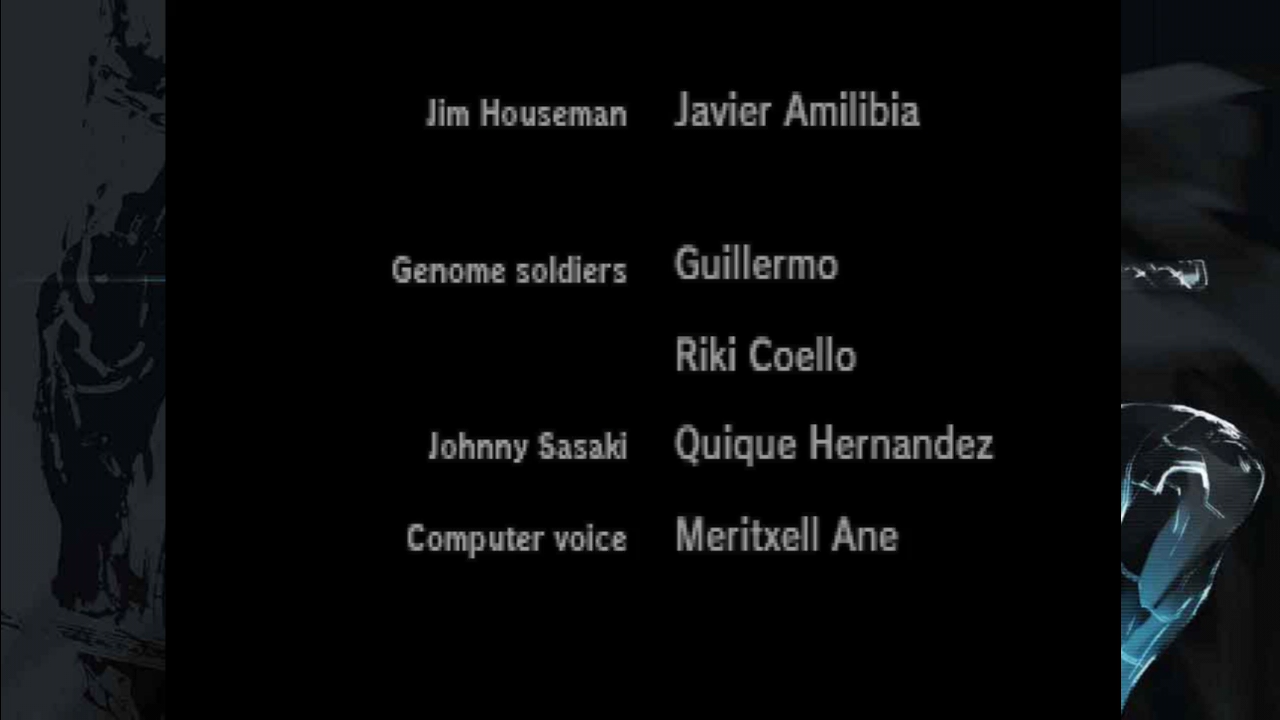 Jim Houseman Javier Amilibia
Genome soldiers Guillermo
Riki Coello
Johnny Sasaki Quique Hernandez
Computer voice Meritxell Ane